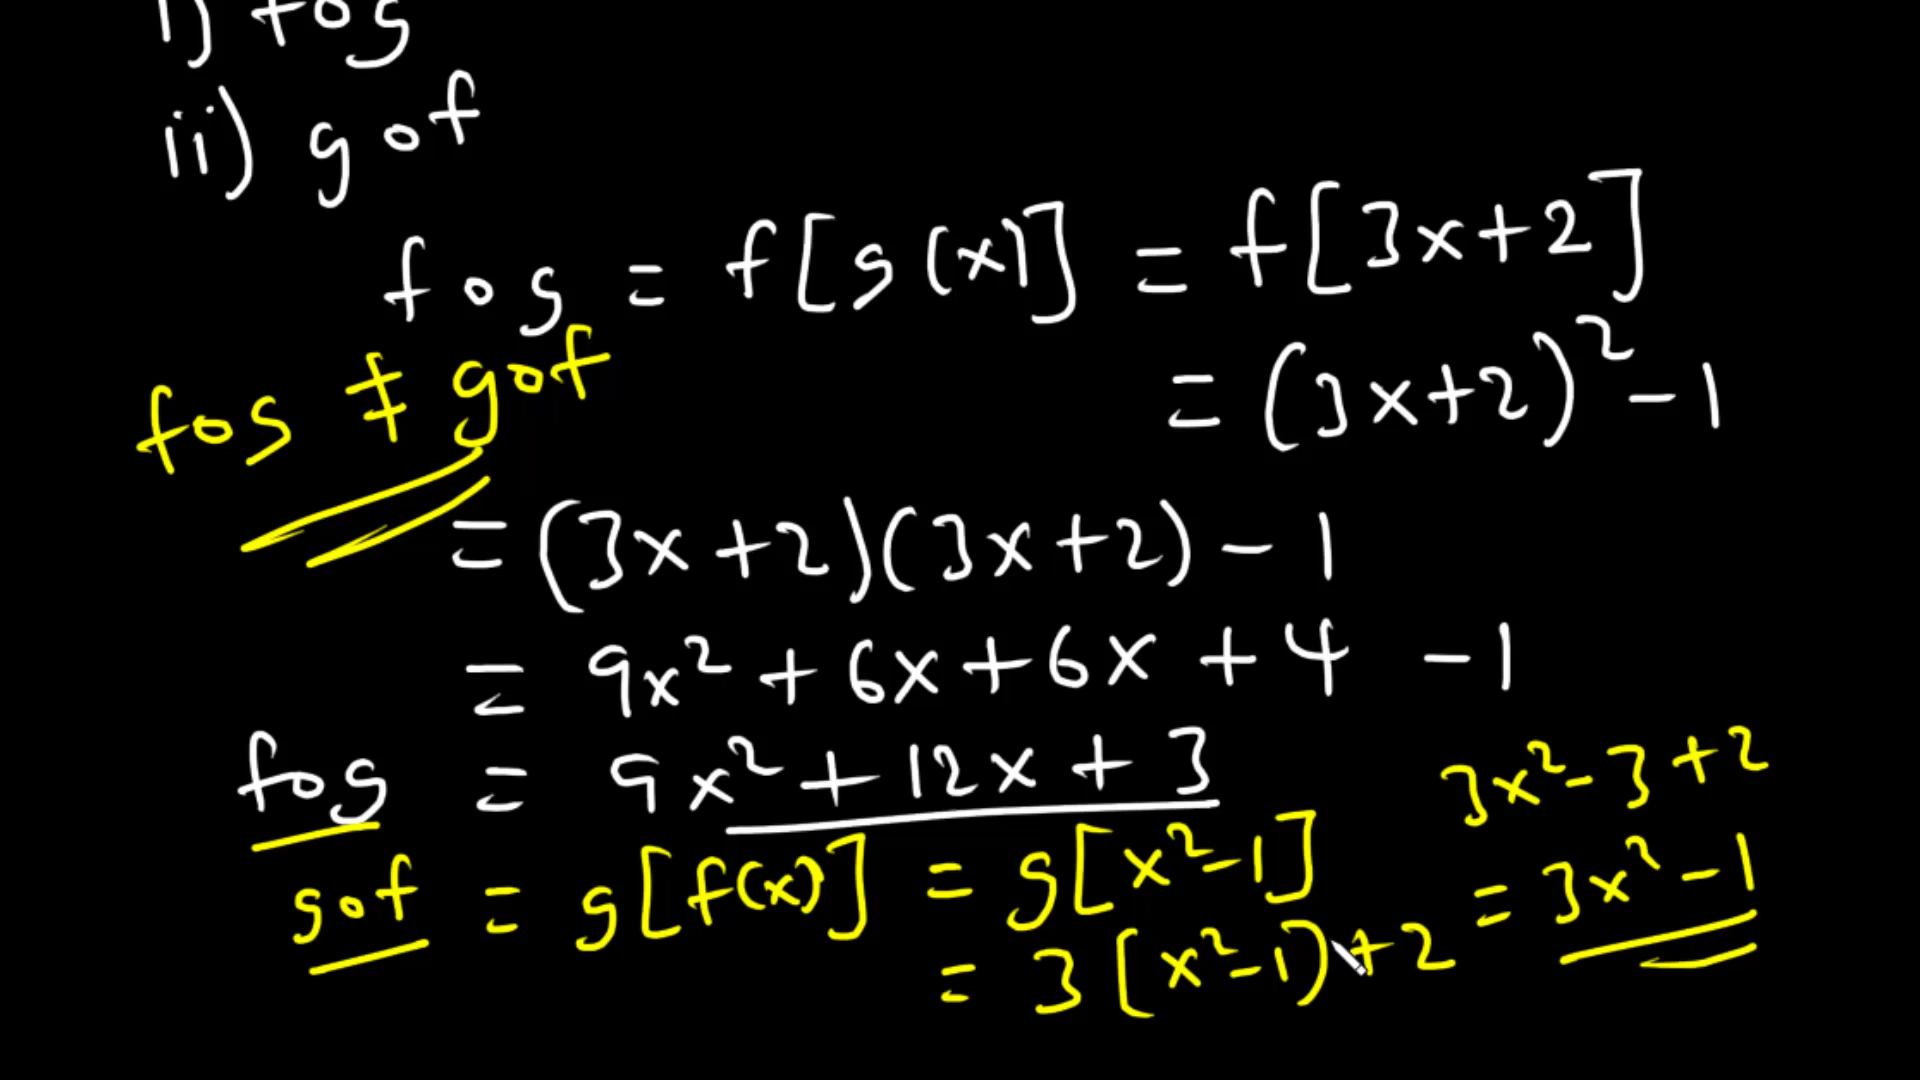 i) fog
ii) gof
fog = f[g(x)] = f[3x+2]
= (3x+2)² - 1
fog ≠ gof
= (3x+2)(3x+2) - 1
= 9x² + 6x + 6x + 4 - 1
fog = 9x² + 12x + 3
gof = g[f(x)] = g[x²-1]
= 3(x²-1)+2
3x²-3+2
= 3x²-1